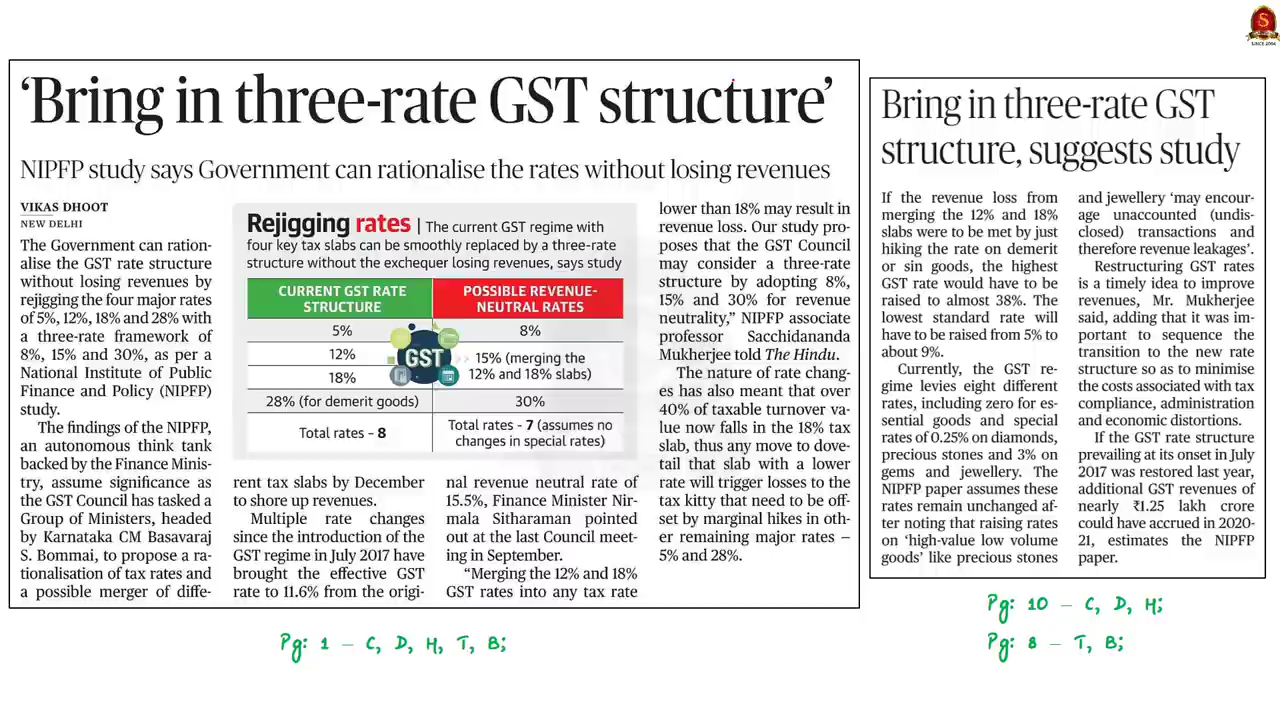 S
SINCE 2004
‘Bring in three-rate GST structure’
NIPFP study says Government can rationalise the rates without losing revenues
VIKAS DHOOT
NEW DELHI
The Government can ration-
alise the GST rate structure
without losing revenues by
rejigging the four major rates
of 5%, 12%, 18% and 28% with
a three-rate framework of
8%, 15% and 30%, as per a
National Institute of Public
Finance and Policy (NIPFP)
study.
The findings of the NIPFP,
an autonomous think tank
backed by the Finance Minis-
try, assume significance as
the GST Council has tasked a
Group of Ministers, headed
by Karnataka CM Basavaraj
S. Bommai, to propose a ra-
tionalisation of tax rates and
a possible merger of diffe-
Rejigging rates | The current GST regime with
four key tax slabs can be smoothly replaced by a three-rate
structure without the exchequer losing revenues, says study
CURRENT GST RATE
STRUCTURE
POSSIBLE REVENUE-
NEUTRAL RATES
5%
8%
12%
18%
GST
15% (merging the
12% and 18% slabs)
28% (for demerit goods)
30%
Total rates - 8
Total rates - 7 (assumes no
changes in special rates)
rent tax slabs by December
to shore up revenues.
Multiple rate changes
since the introduction of the
GST regime in July 2017 have
brought the effective GST
rate to 11.6% from the origi-
nal revenue neutral rate of
15.5%, Finance Minister Nir-
mala Sitharaman pointed
out at the last Council meet-
ing in September.
“Merging the 12% and 18%
GST rates into any tax rate
lower than 18% may result in
revenue loss. Our study pro-
poses that the GST Council
may consider a three-rate
structure by adopting 8%,
15% and 30% for revenue
neutrality,” NIPFP associate
professor Sacchidananda
Mukherjee told The Hindu.
The nature of rate chang-
es has also meant that over
40% of taxable turnover va-
lue now falls in the 18% tax
slab, thus any move to dove-
tail that slab with a lower
rate will trigger losses to the
tax kitty that need to be off-
set by marginal hikes in oth-
er remaining major rates –
5% and 28%.
Pg: 1 – C, D, H, T, B;
Bring in three-rate GST
structure, suggests study
If the revenue loss from
merging the 12% and 18%
slabs were to be met by just
hiking the rate on demerit
or sin goods, the highest
GST rate would have to be
raised to almost 38%. The
lowest standard rate will
have to be raised from 5% to
about 9%.
Currently, the GST re-
gime levies eight different
rates, including zero for es-
sential goods and special
rates of 0.25% on diamonds,
precious stones and 3% on
gems and jewellery. The
NIPFP paper assumes these
rates remain unchanged af-
ter noting that raising rates
on ‘high-value low volume
goods’ like precious stones
and jewellery ‘may encour-
age unaccounted (undis-
closed) transactions and
therefore revenue leakages’.
Restructuring GST rates
is a timely idea to improve
revenues, Mr. Mukherjee
said, adding that it was im-
portant to sequence the
transition to the new rate
structure so as to minimise
the costs associated with tax
compliance, administration
and economic distortions.
If the GST rate structure
prevailing at its onset in July
2017 was restored last year,
additional GST revenues of
nearly ₹1.25 lakh crore
could have accrued in 2020-
21, estimates the NIPFP
paper.
Pg: 10 – C, D, H;
Pg: 8 – T, B;